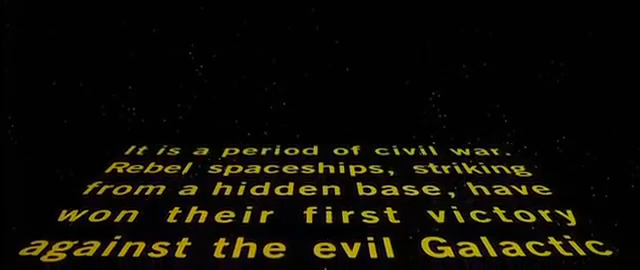 It is a period of civil war.
Rebel spaceships, striking
from a hidden base, have
won their first victory
against the evil Galactic